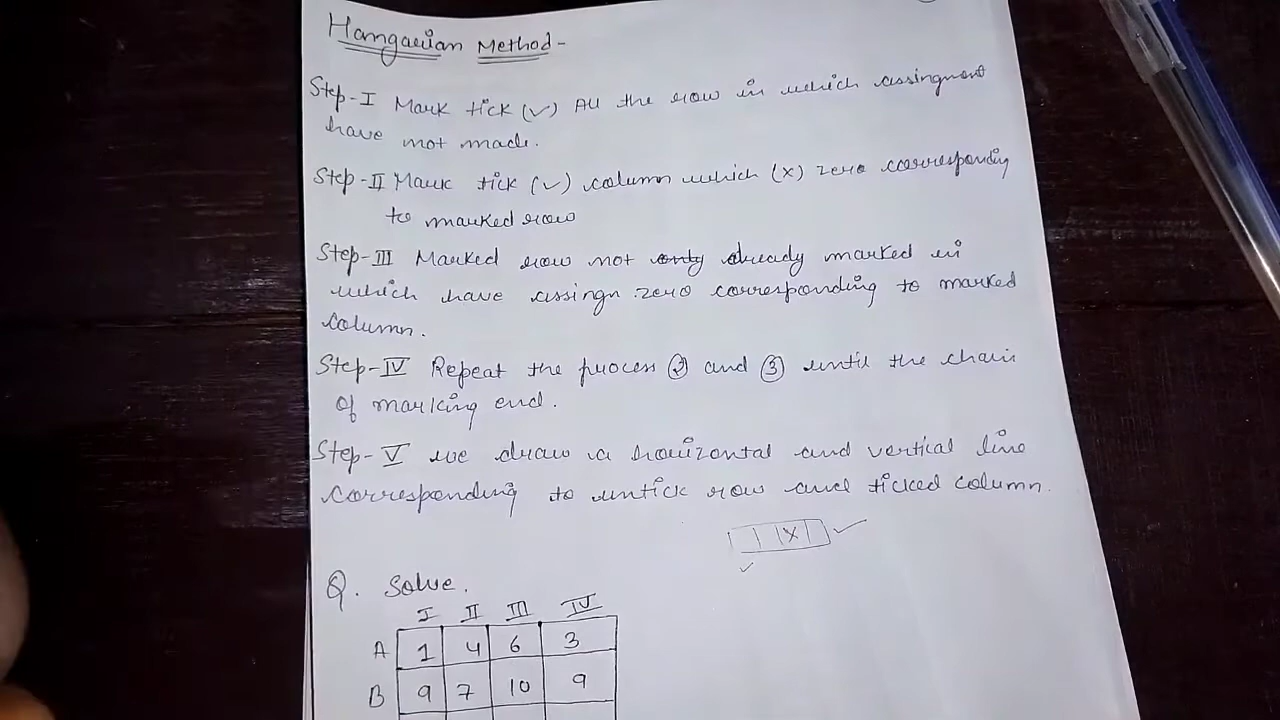 Hangarian Method-
Step-I Mark tick (✓) All the row in which assingment
have not made.
Step-II Mark tick (✓) column which (x) zero corresponding
to marked row
Step-III Marked row not only already marked in
which have assingn zero corresponding to marked
column.
Step-IV Repeat the process ② and ③ until the chain
of marking end.
Step-V we draw a horizontal and vertical line
corresponding to untick row and ticked column.
x ✓
✓
Q. Solve.
I II III IV
A 1 4 6 3
B 9 7 10 9